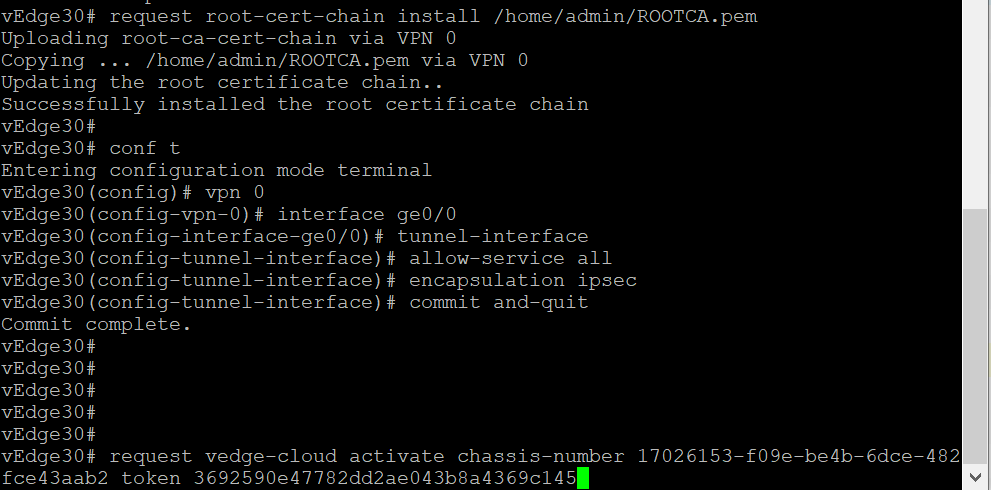 vEdge30# request root-cert-chain install /home/admin/ROOTCA.pem
Uploading root-ca-cert-chain via VPN 0
Copying ... /home/admin/ROOTCA.pem via VPN 0
Updating the root certificate chain..
Successfully installed the root certificate chain
vEdge30#
vEdge30# conf t
Entering configuration mode terminal
vEdge30(config)# vpn 0
vEdge30(config-vpn-0)# interface ge0/0
vEdge30(config-interface-ge0/0)# tunnel-interface
vEdge30(config-tunnel-interface)# allow-service all
vEdge30(config-tunnel-interface)# encapsulation ipsec
vEdge30(config-tunnel-interface)# commit and-quit
Commit complete.
vEdge30#
vEdge30#
vEdge30#
vEdge30#
vEdge30#
vEdge30# request vedge-cloud activate chassis-number 17026153-f09e-be4b-6dce-482
fce43aab2 token 3692590e47782dd2ae043b8a4369c145